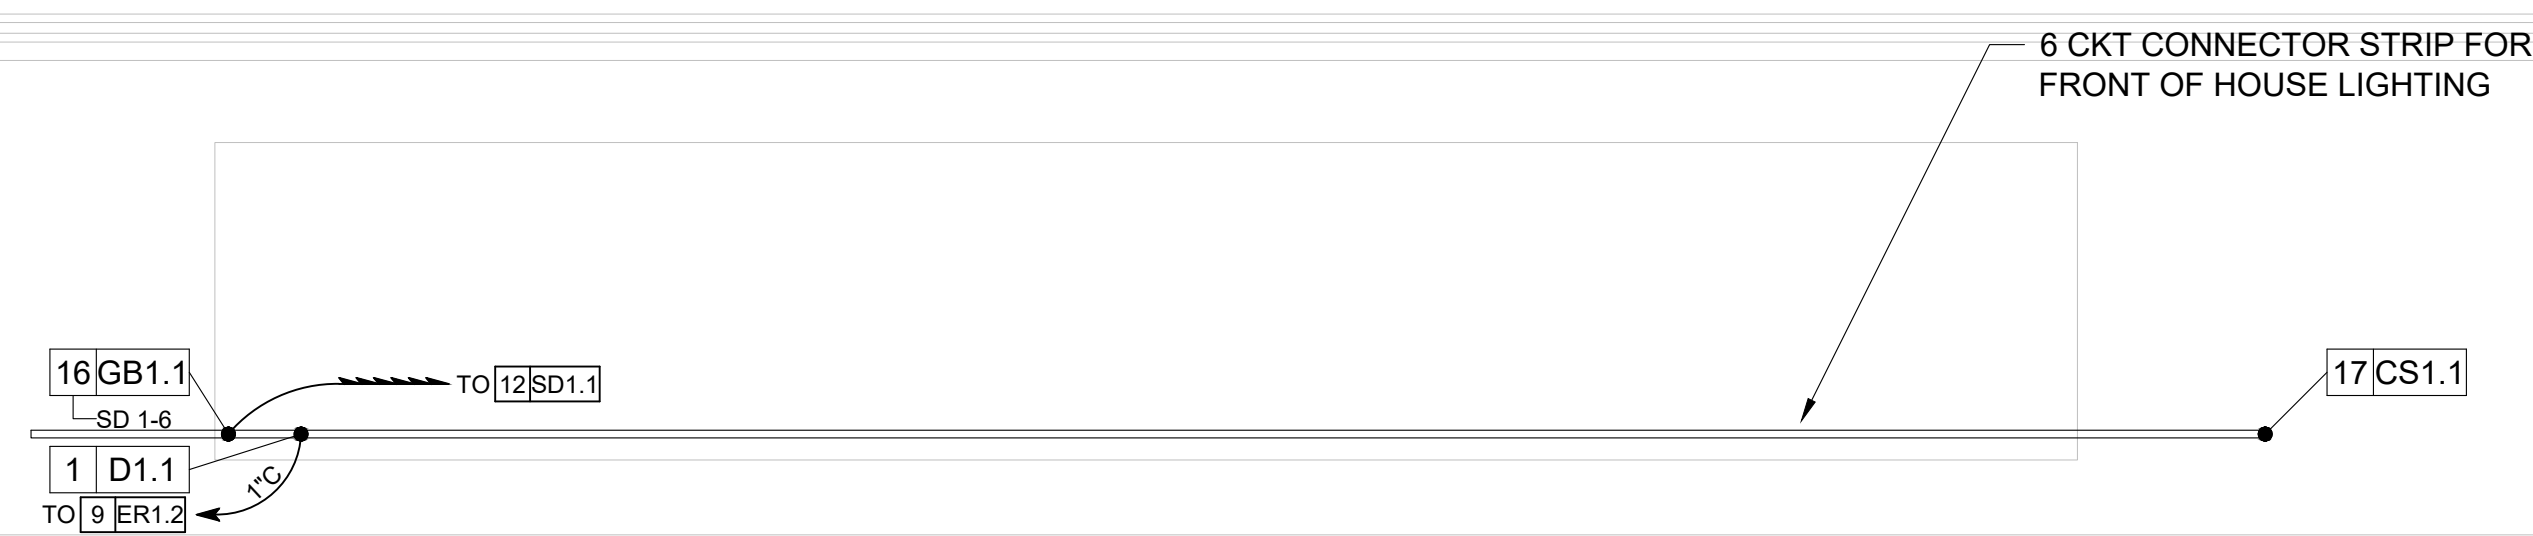 6 CKT CONNECTOR STRIP FOR
FRONT OF HOUSE LIGHTING
16 GB1.1
SD 1-6
TO 12 SD1.1
17 CS1.1
1 D1.1
1"C
TO 9 ER1.2